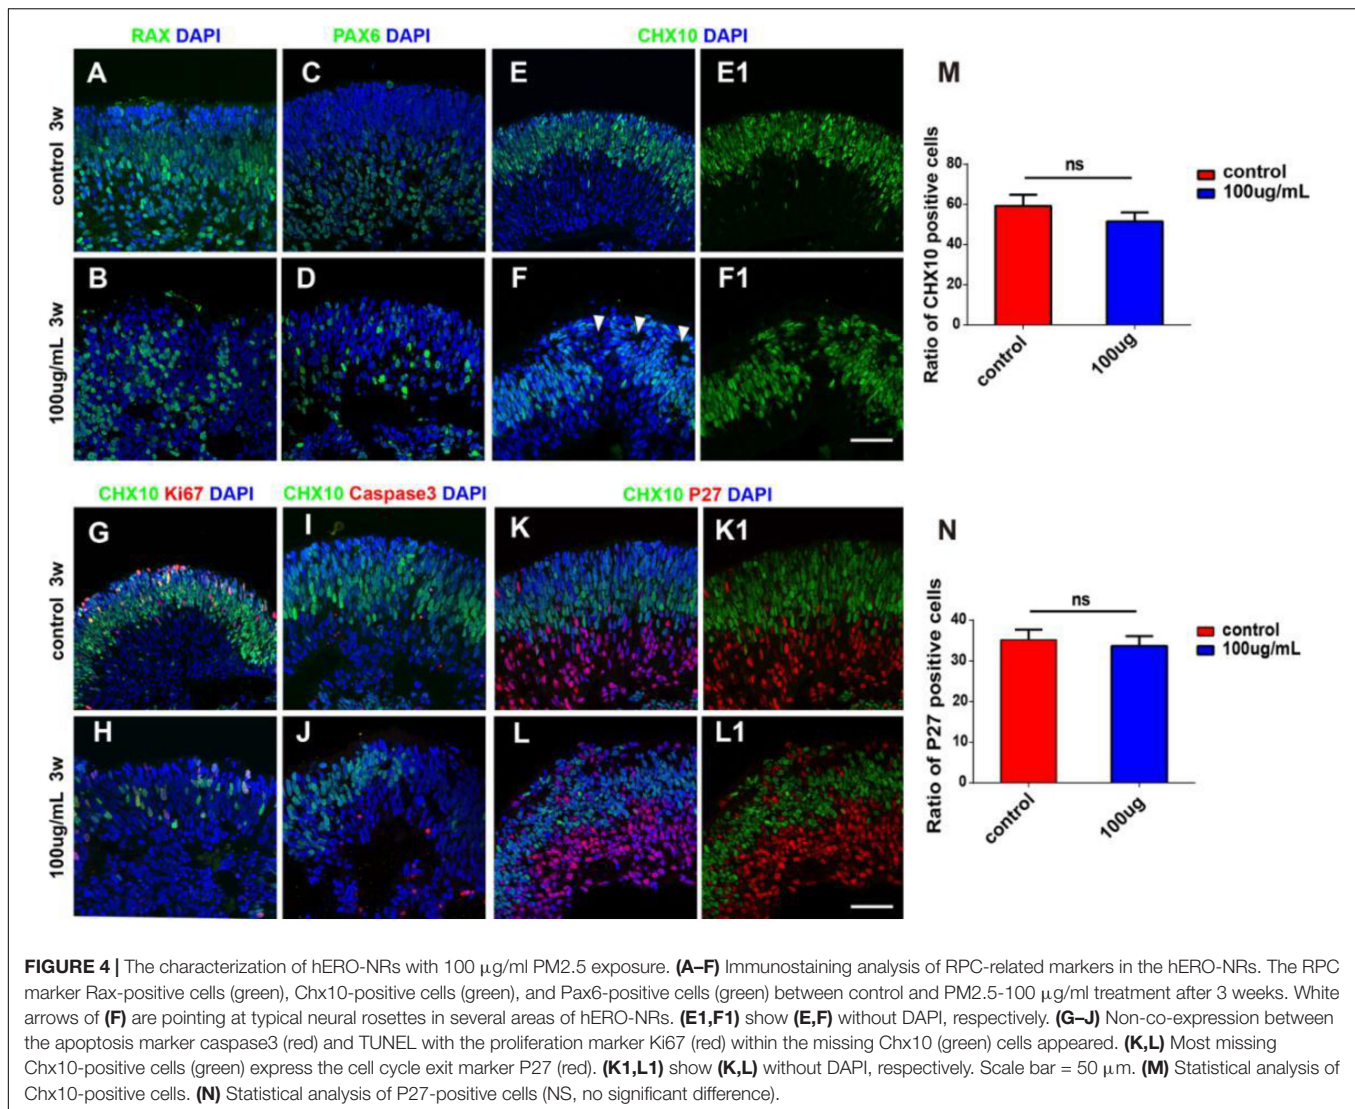 RAX DAPI
PAX6 DAPI
CHX10 DAPI
control 3w
A
C
E
E1
100ug/mL 3w
B
D
F
F1
M
Ratio of CHX10 positive cells
80
60
40
20
0
ns
control
100ug
control
100ug/mL
CHX10 Ki67 DAPI
CHX10 Caspase3 DAPI
CHX10 P27 DAPI
control 3w
G
I
K
K1
100ug/mL 3w
H
J
L
L1
N
Ratio of P27 positive cells
40
30
20
10
0
ns
control
100ug
control
100ug/mL
FIGURE 4 | The characterization of hERO-NRs with 100 μg/ml PM2.5 exposure. (A–F) Immunostaining analysis of RPC-related markers in the hERO-NRs. The RPC
marker Rax-positive cells (green), Chx10-positive cells (green), and Pax6-positive cells (green) between control and PM2.5-100 μg/ml treatment after 3 weeks. White
arrows of (F) are pointing at typical neural rosettes in several areas of hERO-NRs. (E1,F1) show (E,F) without DAPI, respectively. (G–J) Non-co-expression between
the apoptosis marker caspase3 (red) and TUNEL with the proliferation marker Ki67 (red) within the missing Chx10 (green) cells appeared. (K,L) Most missing
Chx10-positive cells (green) express the cell cycle exit marker P27 (red). (K1,L1) show (K,L) without DAPI, respectively. Scale bar = 50 μm. (M) Statistical analysis of
Chx10-positive cells. (N) Statistical analysis of P27-positive cells (NS, no significant difference).